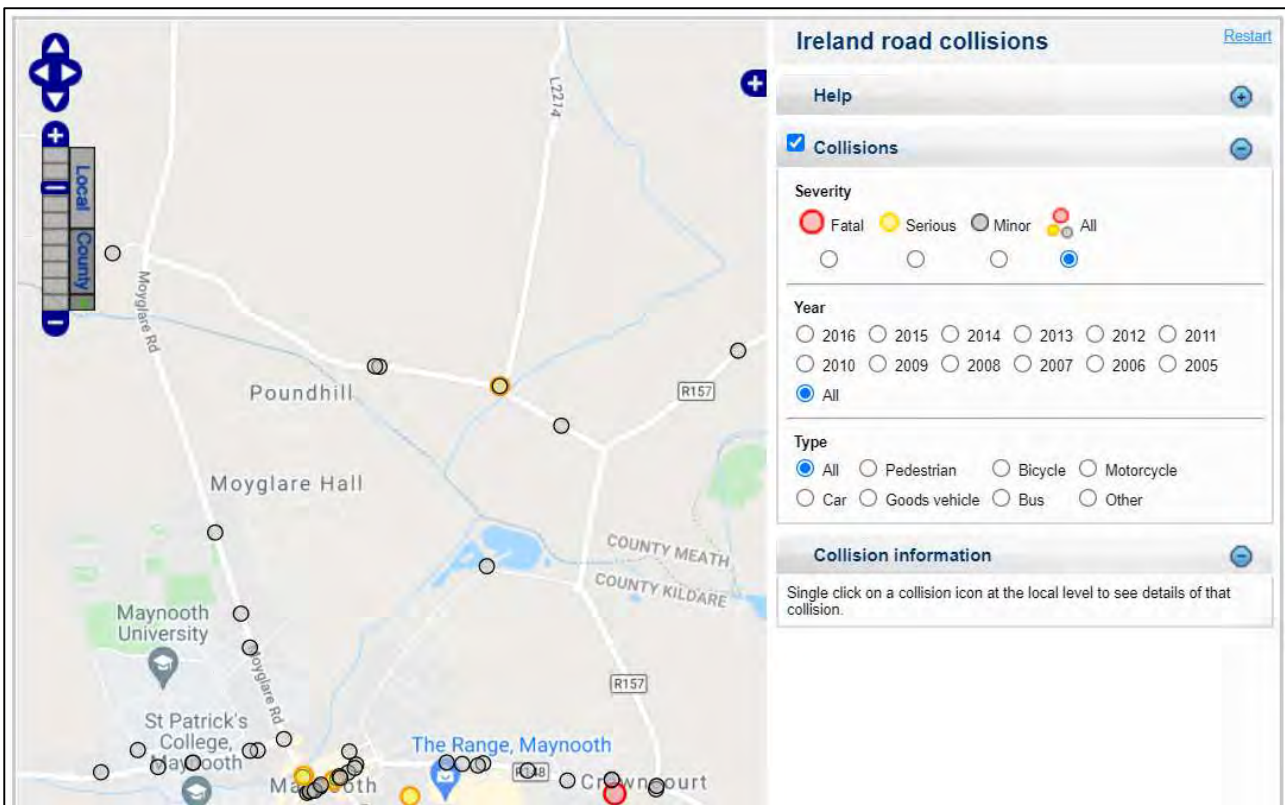 Ireland road collisions
Restart
Help
Collisions
Severity
Fatal Serious Minor All
Year
2016 2015 2014 2013 2012 2011
2010 2009 2008 2007 2006 2005
All
Type
All Pedestrian Bicycle Motorcycle
Car Goods vehicle Bus Other
Collision information
Single click on a collision icon at the local level to see details of that
collision.
Local
County
L2214
Moyglare Rd
Poundhill
R157
Moyglare Hall
COUNTY MEATH
COUNTY KILDARE
Maynooth
University
Moyglare Rd
R157
St Patrick's
College,
Maynooth
The Range, Maynooth
R148
Maynooth
Crowncourt